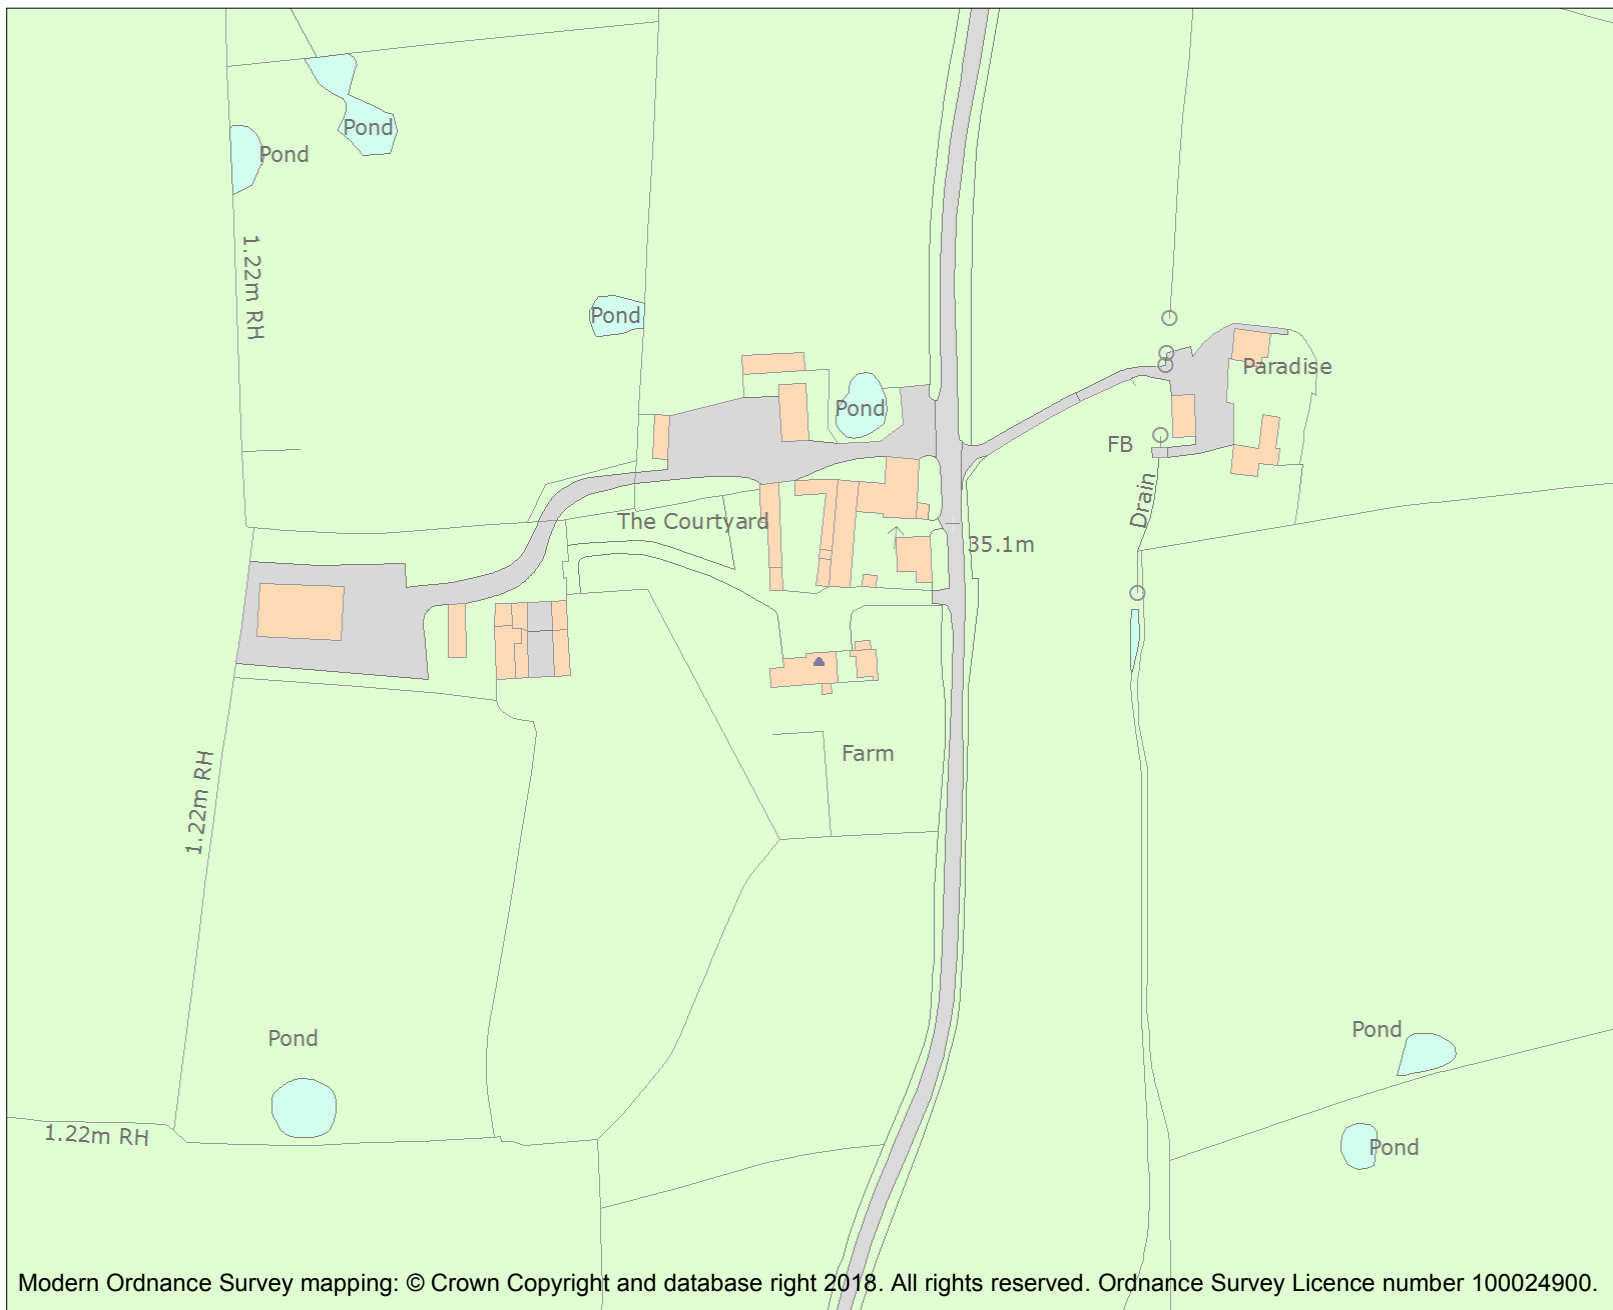 Pond
Pond
1.22m RH
Pond
Paradise
Pond
FB
Drain
The Courtyard
35.1m
Farm
1.22m RH
Pond
Pond
1.22m RH
Pond
Modern Ordnance Survey mapping: © Crown Copyright and database right 2018. All rights reserved. Ordnance Survey Licence number 100024900.